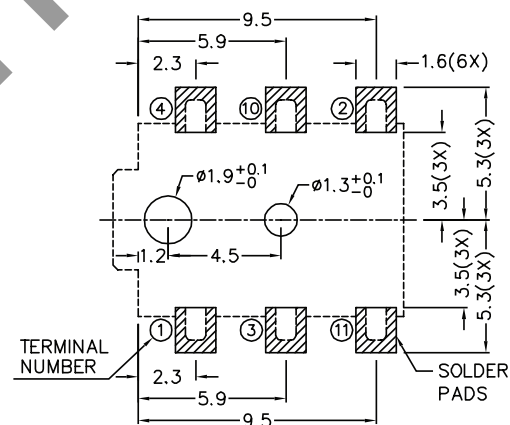 9.5
5.9
2.3
1.6(6X)
④ ⑩ ②
ø1.9+0.1 -0
ø1.3+0.1 -0
3.5(3X)
5.3(3X)
1.2
4.5
3.5(3X)
5.3(3X)
① ③ ⑪
TERMINAL
NUMBER
2.3
SOLDER
PADS
5.9
9.5